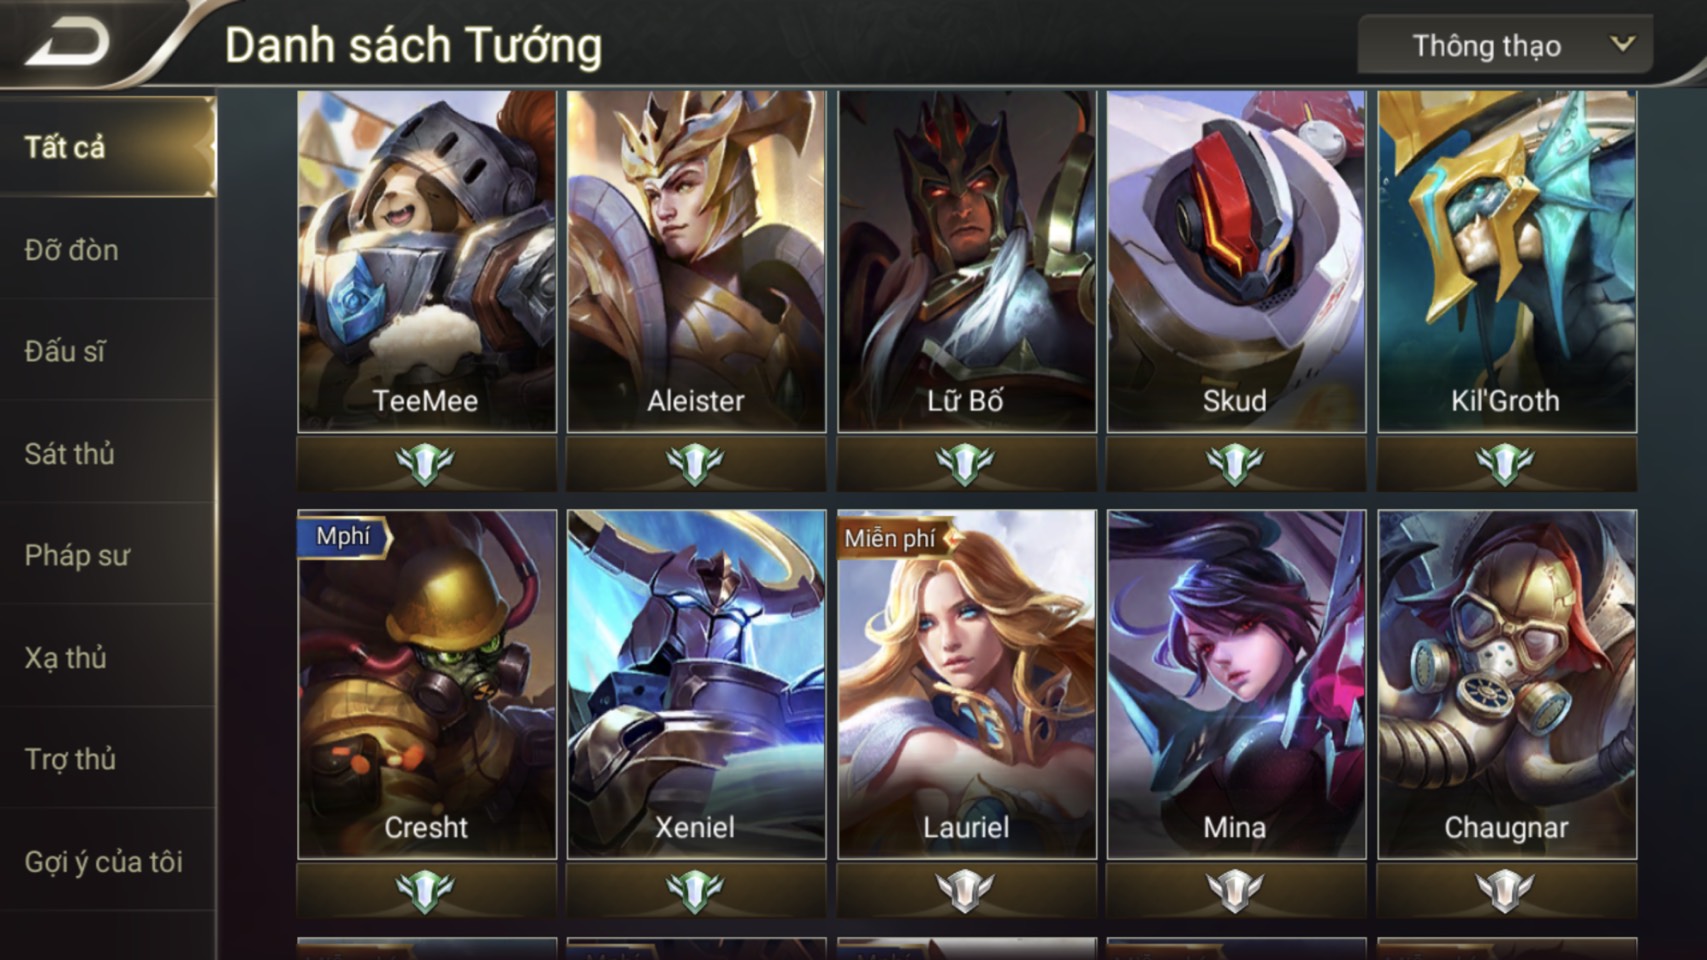 Danh sách Tướng
Thông thạo
Tất cả
Đỡ đòn
Đấu sĩ
Sát thủ
Pháp sư
Xạ thủ
Trợ thủ
Gợi ý của tôi
TeeMee
Aleister
Lữ Bố
Skud
Kil'Groth
Mphí
Miễn phí
Cresht
Xeniel
Lauriel
Mina
Chaugnar